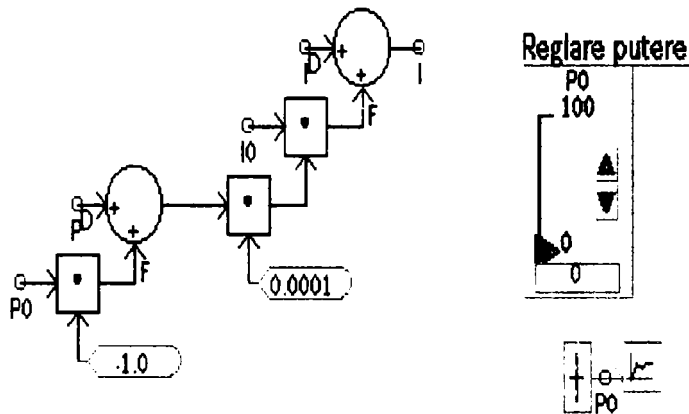 Reglare putere
P0
100
0
0
P0
I
D
+
+
F
I
I0
*
P
D
+
+
F
*
0.0001
P0
*
-1.0